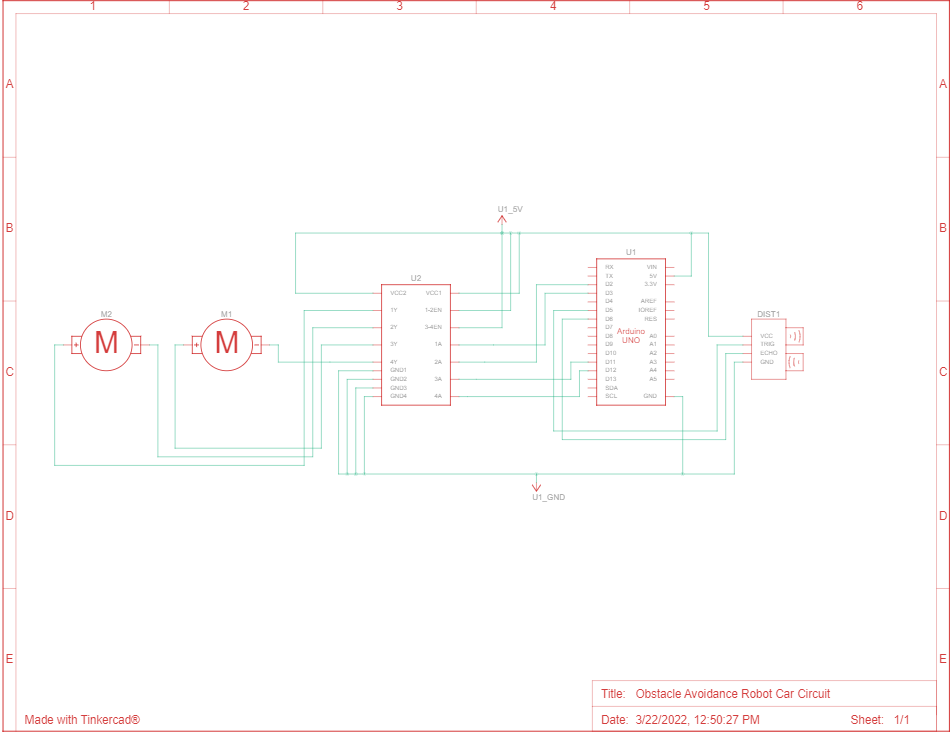 1 2 3 4 5 6
A A
B B
C C
D D
E E
U1_5V
U1
U2
M2
M1
DIST1
M
M
+ -
+ -
VCC2 VCC1
1Y 1-2EN
2Y 3-4EN
3Y 1A
4Y 2A
GND1
GND2 3A
GND3
GND4 4A
RX VIN
TX 5V
D2 3.3V
D3
D4 AREF
D5 IOREF
D6 RES
D7
D8 A0
D9 A1
D10 A2
D11 A3
D12 A4
D13 A5
SDA
SCL GND
Arduino
UNO
VCC
TRIG
ECHO
GND
U1_GND
Title: Obstacle Avoidance Robot Car Circuit
Date: 3/22/2022, 12:50:27 PM Sheet: 1/1
Made with Tinkercad®